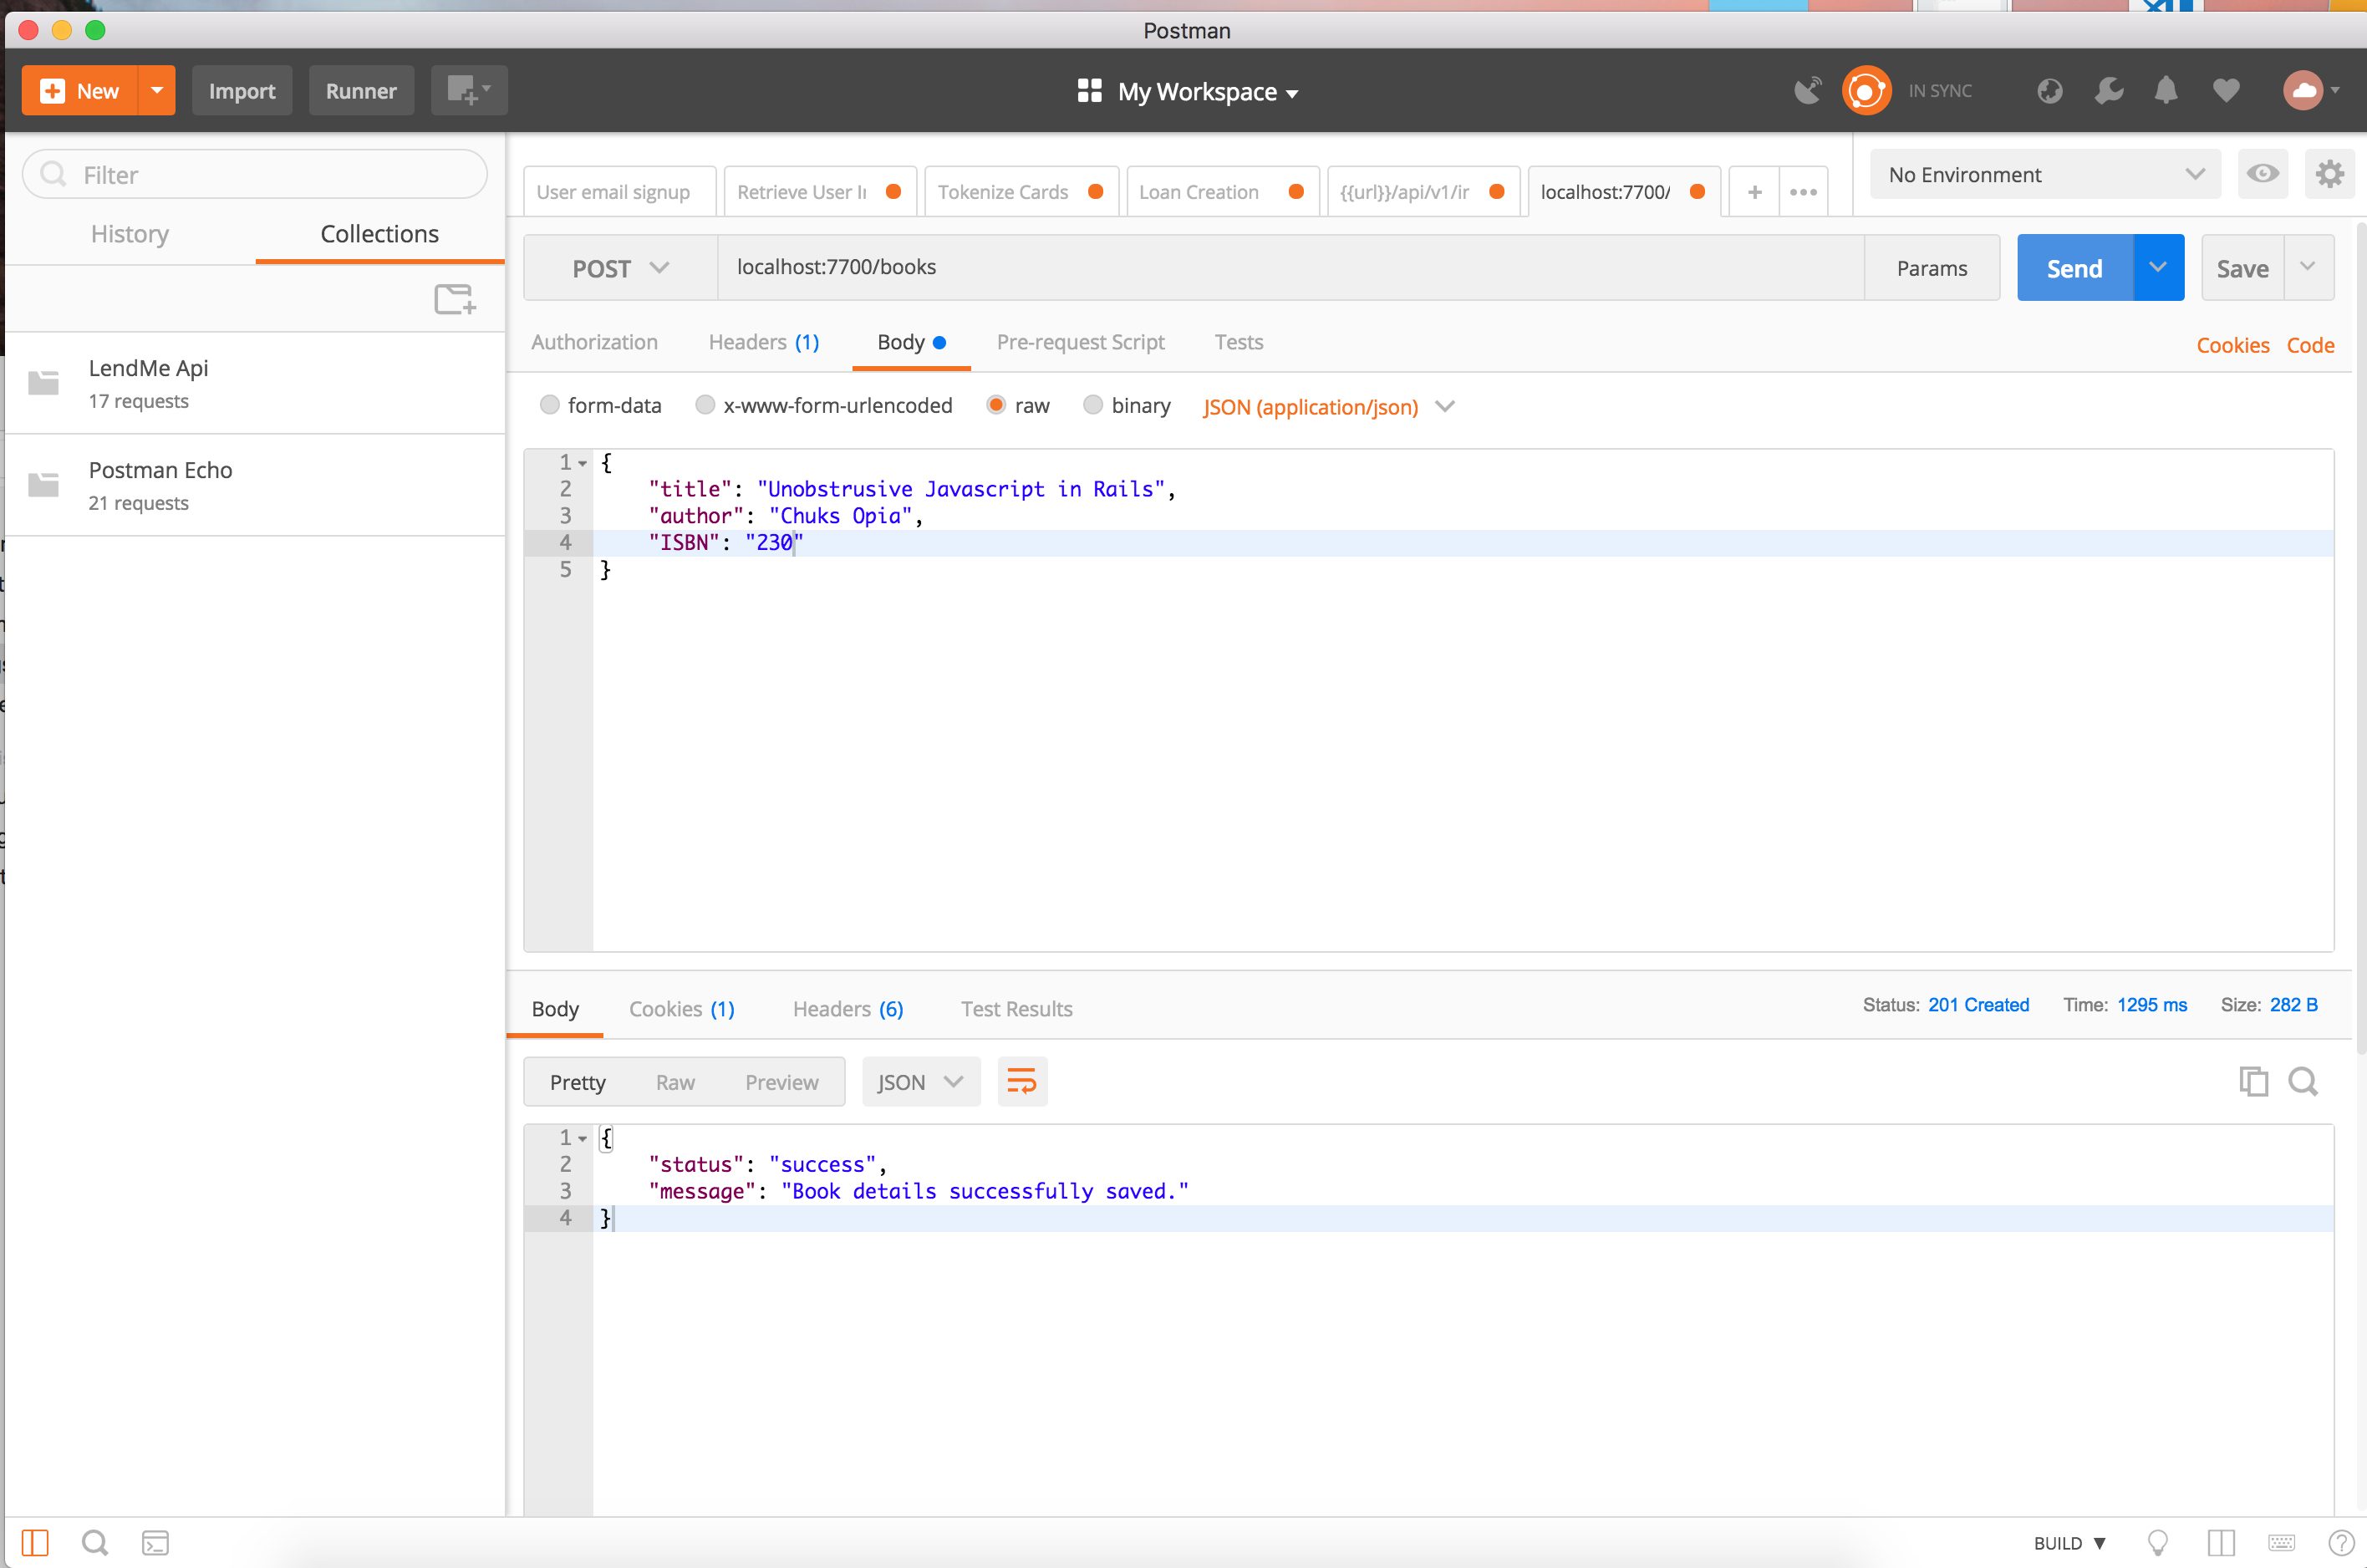 Postman
New
Import
Runner
My Workspace
IN SYNC
Filter
History
Collections
LendMe Api
17 requests
Postman Echo
21 requests
User email signup
Retrieve User I
Tokenize Cards
Loan Creation
{{url}}/api/v1/ir
localhost:7700/
No Environment
POST
localhost:7700/books
Params
Send
Save
Authorization
Headers (1)
Body
Pre-request Script
Tests
Cookies
Code
form-data
x-www-form-urlencoded
raw
binary
JSON (application/json)
1 {
2 "title": "Unobstrusive Javascript in Rails",
3 "author": "Chuks Opia",
4 "ISBN": "230"
5 }
Body
Cookies (1)
Headers (6)
Test Results
Status: 201 Created
Time: 1295 ms
Size: 282 B
Pretty
Raw
Preview
JSON
1 {
2 "status": "success",
3 "message": "Book details successfully saved."
4 }
BUILD